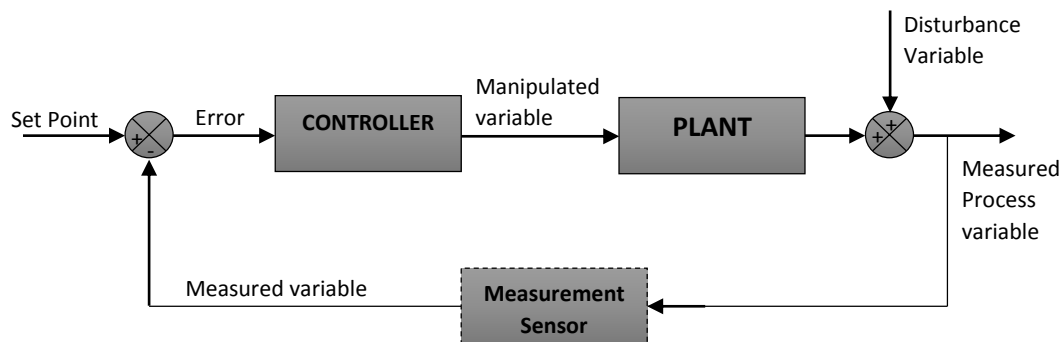 Disturbance
Variable
Manipulated
variable
Set Point
Error
CONTROLLER
PLANT
+
-
+
+
Measured
Process
variable
Measured variable
Measurement
Sensor